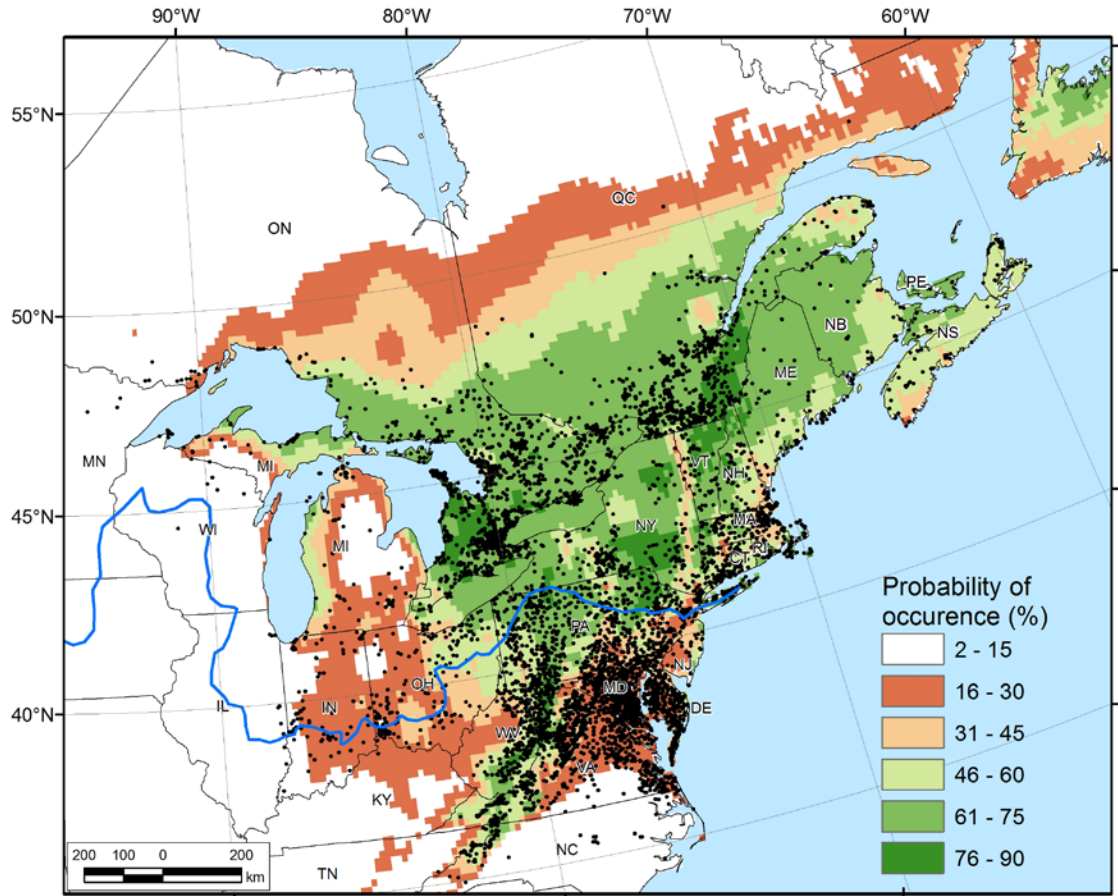 90°W 80°W 70°W 60°W
55°N
50°N
45°N
40°N
QC
ON
PE
NB
NS
ME
MN
MI
VT
NH
WI
MI
NY
MA
CT
RI
PA
NJ
OH
MD
DE
IL
IN
WV
VA
KY
NC
TN
Probability of
occurence (%)
2 - 15
16 - 30
31 - 45
46 - 60
61 - 75
76 - 90
200 100 0 200
km